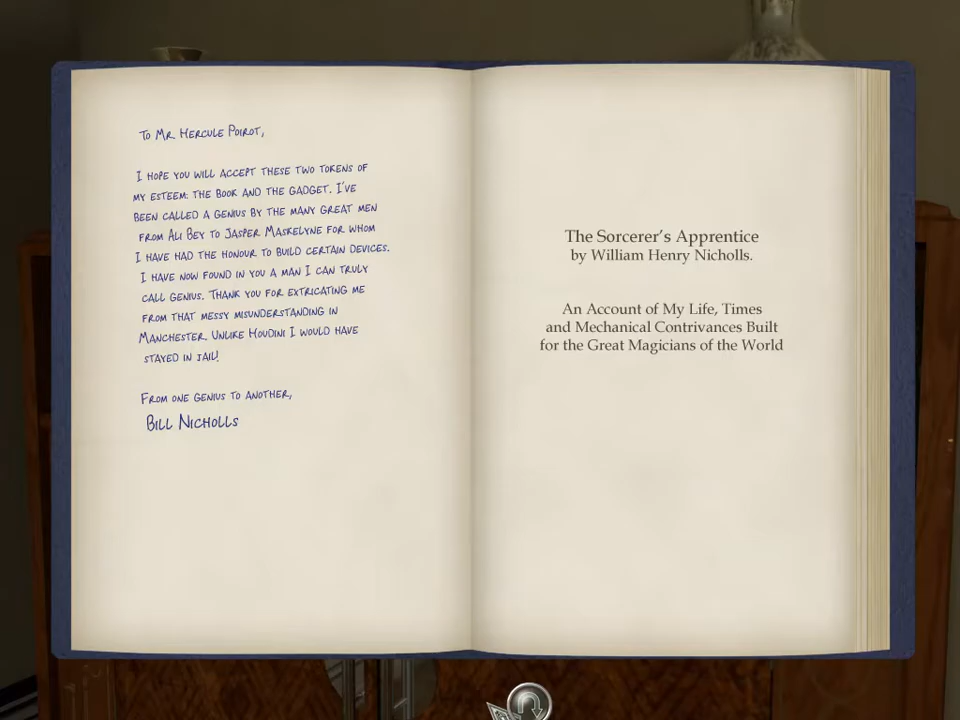 To Mr. Hercule Poirot,
I hope you will accept these two tokens of
my esteem: the book and the gadget. I've
been called a genius by the many great men
from Ali Bey to Jasper Maskelyne for whom
I have had the honour to build certain devices.
I have now found in you a man I can truly
call genius. Thank you for extricating me
from that messy misunderstanding in
Manchester. Unlike Houdini I would have
stayed in jail!
From one genius to another,
Bill Nicholls
The Sorcerer's Apprentice
by William Henry Nicholls.
An Account of My Life, Times
and Mechanical Contrivances Built
for the Great Magicians of the World